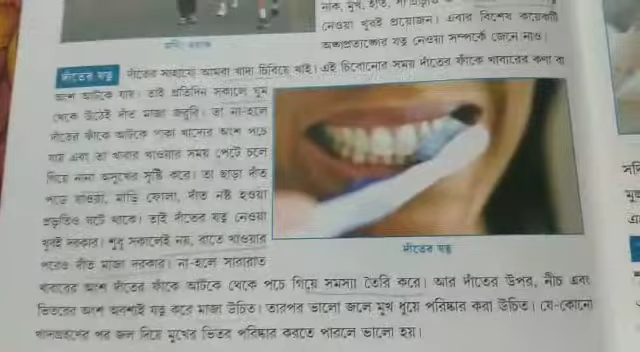 নাক, মুখ, হাত,
নেওয়া খুবই প্রয়োজন। এবার বিশেষ কয়েকটি
অঙ্গপ্রত্যঙ্গের যত্ন নেওয়া সম্পর্কে জেনে নাও।
দাঁতের যত্ন দাঁতের সাহায্যে আমরা খাদ্য চিবিয়ে খাই। এই চিবোনোর সময় দাঁতের ফাঁকে খাবারের কণা বা
অংশ আটকে যায়। তাই প্রতিদিন সকালে ঘুম
থেকে উঠেই দাঁত মাজা জরুরি। তা না-হলে
দাঁতের ফাঁকে আটকে থাকা খাদ্যের অংশ পচে
যায় এবং তা খাবার খাওয়ার সময় পেটে চলে
গিয়ে নানা অসুখের সৃষ্টি করে। তা ছাড়া দাঁত
পড়ে যাওয়া, মাড়ি ফোলা, দাঁত নষ্ট হওয়া
প্রভৃতিও ঘটে থাকে। তাই দাঁতের যত্ন নেওয়া
খুবই দরকার। শুধু সকালেই নয়, রাতে খাওয়ার
পরেও দাঁত মাজা দরকার। না-হলে সারারাত
দাঁতের যত্ন
খাবারের অংশ দাঁতের ফাঁকে আটকে থেকে পচে গিয়ে সমস্যা তৈরি করে। আর দাঁতের উপর, নীচ এবং
ভিতরের অংশ অবশ্যই যত্ন করে মাজা উচিত। তারপর ভালো জলে মুখ ধুয়ে পরিষ্কার করা উচিত। যে-কোনো
খাদ্যগ্রহণের পর জল দিয়ে মুখের ভিতর পরিষ্কার করতে পারলে ভালো হয়।